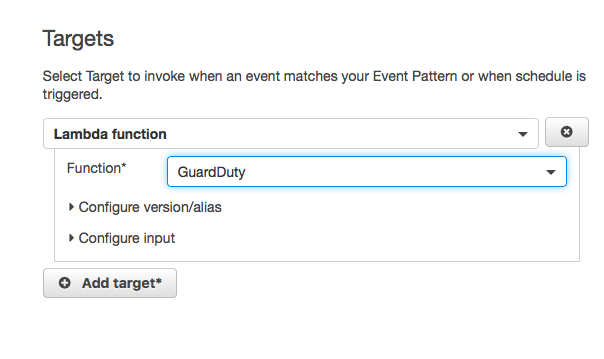 Targets
Select Target to invoke when an event matches your Event Pattern or when schedule is
triggered.
Lambda function
Function*
GuardDuty
Configure version/alias
Configure input
Add target*